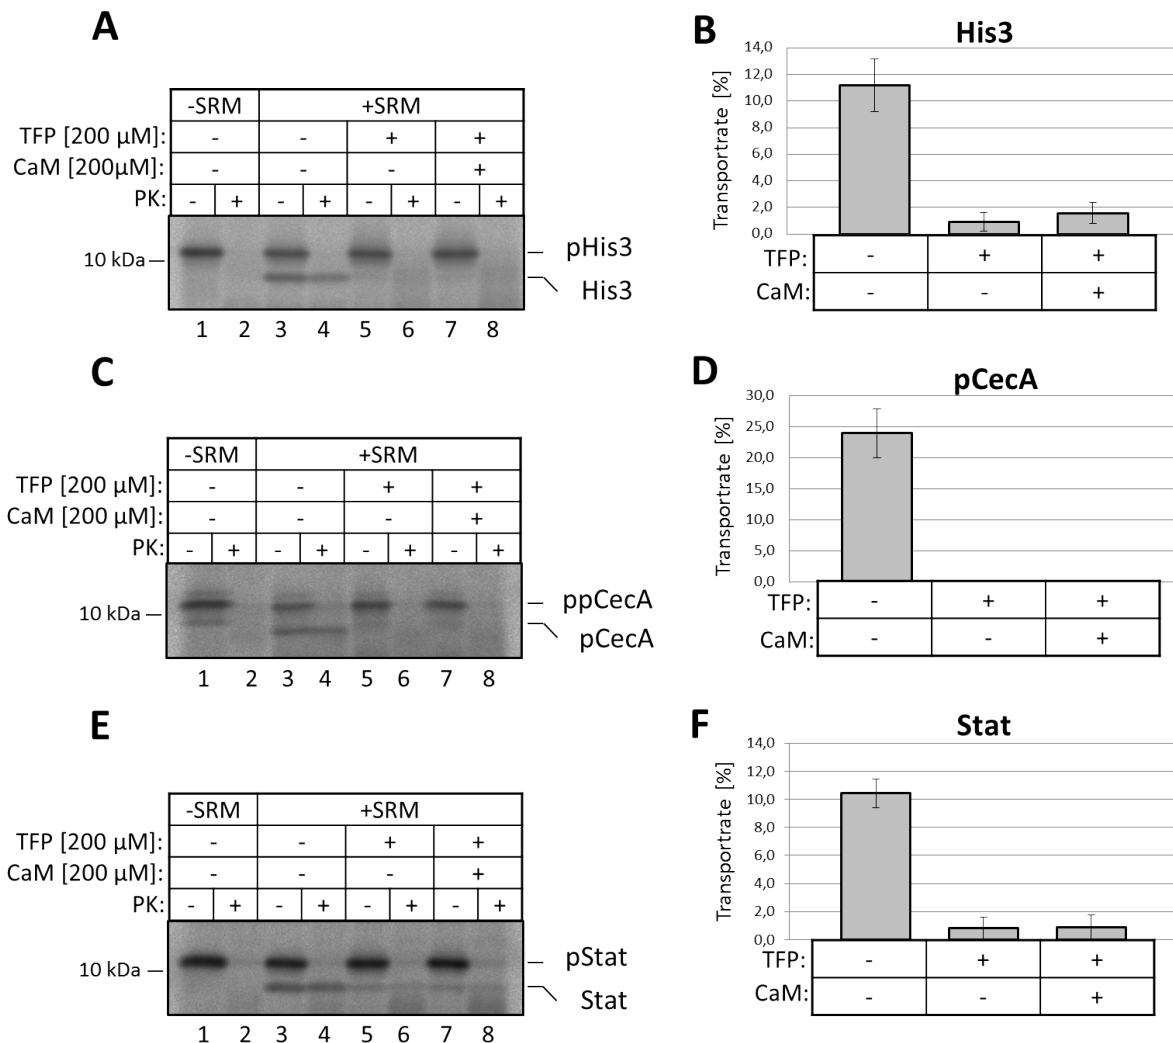 A
-SRM +SRM
TFP [200 µM]: - - + +
CaM [200µM]: - - - +
PK: - + - + - + - +
10 kDa
pHis3
His3
1 2 3 4 5 6 7 8
B
His3
Transportrate [%]
14,0
12,0
10,0
8,0
6,0
4,0
2,0
0,0
TFP: - + +
CaM: - - +
C
-SRM +SRM
TFP [200 µM]: - - + +
CaM [200 µM]: - - - +
PK: - + - + - + - +
10 kDa
ppCecA
pCecA
1 2 3 4 5 6 7 8
D
pCecA
Transportrate [%]
30,0
25,0
20,0
15,0
10,0
5,0
0,0
TFP: - + +
CaM: - - +
E
-SRM +SRM
TFP [200 µM]: - - + +
CaM [200 µM]: - - - +
PK: - + - + - + - +
10 kDa
pStat
Stat
1 2 3 4 5 6 7 8
F
Stat
Transportrate [%]
14,0
12,0
10,0
8,0
6,0
4,0
2,0
0,0
TFP: - + +
CaM: - - +